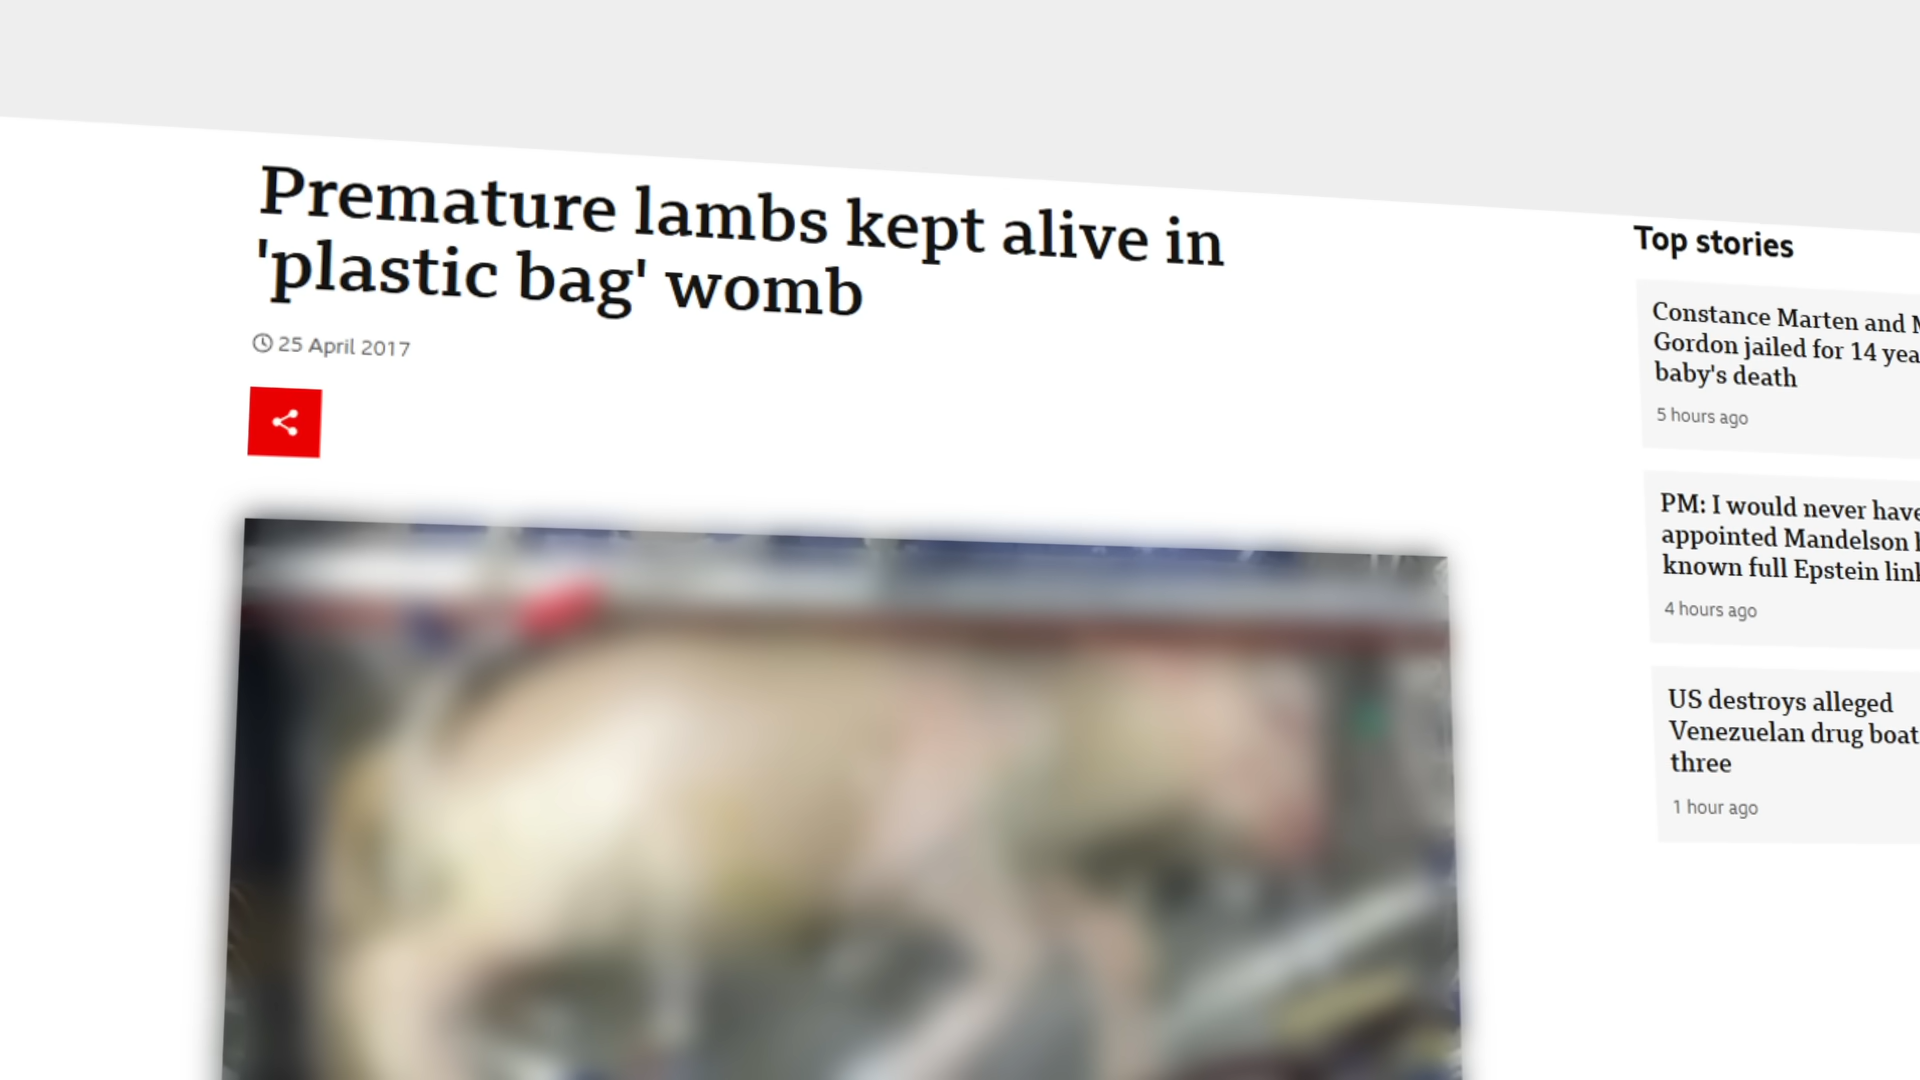 Premature lambs kept alive in
'plastic bag' womb
25 April 2017
Top stories
Constance Marten and
Gordon jailed for 14
baby's death
5 hours ago
PM: I would never have
appointed Mandelson
known full Epstein
4 hours ago
US destroys alleged
Venezuelan drug boat
three
1 hour ago